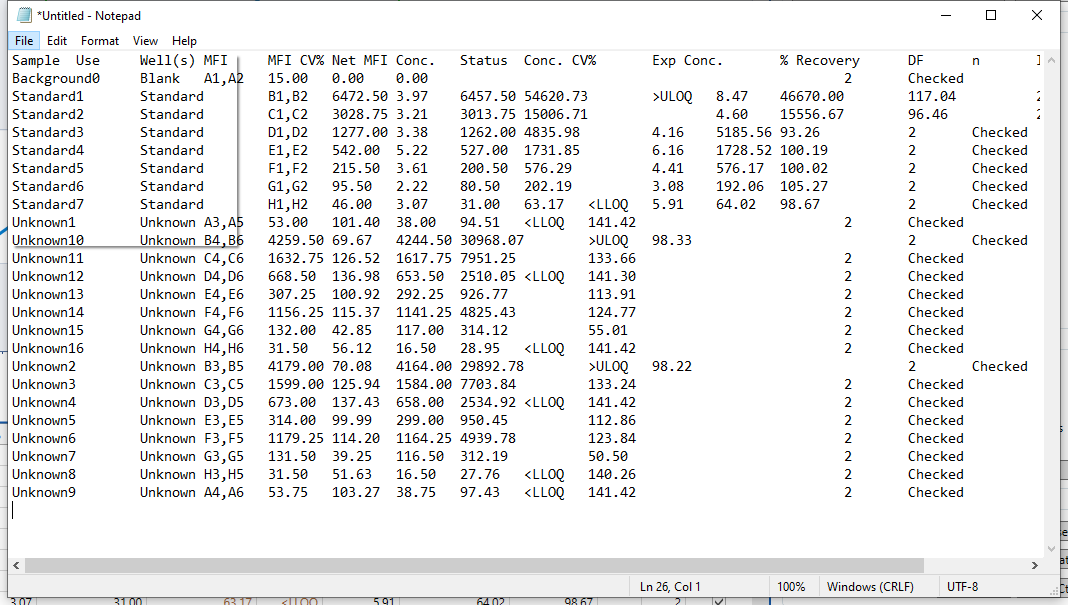 *Untitled - Notepad
File Edit Format View Help
Sample Use Well(s) MFI MFI CV% Net MFI Conc. Status Conc. CV% Exp Conc. % Recovery DF n
Background0 Blank A1,A2 15.00 0.00 0.00 2 Checked
Standard1 Standard B1,B2 6472.50 3.97 6457.50 54620.73 >ULOQ 8.47 46670.00 117.04 2
Standard2 Standard C1,C2 3028.75 3.21 3013.75 15006.71 4.60 15556.67 96.46 2
Standard3 Standard D1,D2 1277.00 3.38 1262.00 4835.98 4.16 5185.56 93.26 2 Checked
Standard4 Standard E1,E2 542.00 5.22 527.00 1731.85 6.16 1728.52 100.19 2 Checked
Standard5 Standard F1,F2 215.50 3.61 200.50 576.29 4.41 576.17 100.02 2 Checked
Standard6 Standard G1,G2 95.50 2.22 80.50 202.19 3.08 192.06 105.27 2 Checked
Standard7 Standard H1,H2 46.00 3.07 31.00 63.17 <LLOQ 5.91 64.02 98.67 2 Checked
Unknown1 Unknown A3,A5 53.00 101.40 38.00 94.51 <LLOQ 141.42 2 Checked
Unknown10 Unknown B4,B6 4259.50 69.67 4244.50 30968.07 >ULOQ 98.33 2 Checked
Unknown11 Unknown C4,C6 1632.75 126.52 1617.75 7951.25 133.66 2 Checked
Unknown12 Unknown D4,D6 668.50 136.98 653.50 2510.05 <LLOQ 141.30 2 Checked
Unknown13 Unknown E4,E6 307.25 100.92 292.25 926.77 113.91 2 Checked
Unknown14 Unknown F4,F6 1156.25 115.37 1141.25 4825.43 124.77 2 Checked
Unknown15 Unknown G4,G6 132.00 42.85 117.00 314.12 55.01 2 Checked
Unknown16 Unknown H4,H6 31.50 56.12 16.50 28.95 <LLOQ 141.42 2 Checked
Unknown2 Unknown B3,B5 4179.00 70.08 4164.00 29892.78 >ULOQ 98.22 2 Checked
Unknown3 Unknown C3,C5 1599.00 125.94 1584.00 7703.84 133.24 2 Checked
Unknown4 Unknown D3,D5 673.00 137.43 658.00 2534.92 <LLOQ 141.42 2 Checked
Unknown5 Unknown E3,E5 314.00 99.99 299.00 950.45 112.86 2 Checked
Unknown6 Unknown F3,F5 1179.25 114.20 1164.25 4939.78 123.84 2 Checked
Unknown7 Unknown G3,G5 131.50 39.25 116.50 312.19 50.50 2 Checked
Unknown8 Unknown H3,H5 31.50 51.63 16.50 27.76 <LLOQ 140.26 2 Checked
Unknown9 Unknown A4,A6 53.75 103.27 38.75 97.43 <LLOQ 141.42 2 Checked
Ln 26, Col 1 100% Windows (CRLF) UTF-8
3.07 31.00 63.17 <LLOQ 5.91 64.02 98.67 2